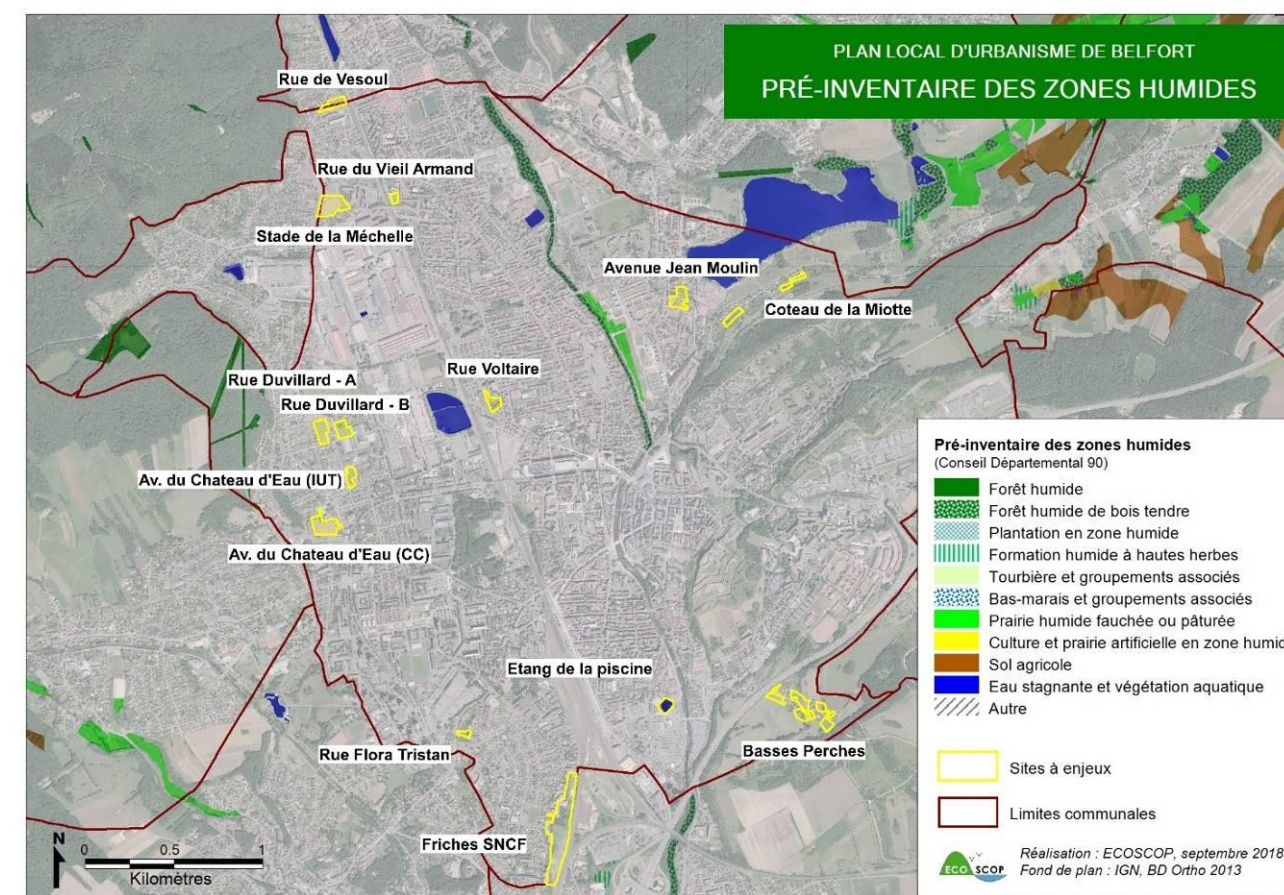 PLAN LOCAL D'URBANISME DE BELFORT
PRÉ-INVENTAIRE DES ZONES HUMIDES
Rue de Vesoul
Rue du Vieil Armand
Stade de la Méchelle
Avenue Jean Moulin
Coteau de la Miotte
Rue Voltaire
Rue Duvillard - A
Rue Duvillard - B
Av. du Chateau d'Eau (IUT)
Av. du Chateau d'Eau (CC)
Etang de la piscine
Rue Flora Tristan
Basses Perches
Friches SNCF
N
0 0.5 1
Kilomètres
Pré-inventaire des zones humides
(Conseil Départemental 90)
Forêt humide
Forêt humide de bois tendre
Plantation en zone humide
Formation humide à hautes herbes
Tourbière et groupements associés
Bas-marais et groupements associés
Prairie humide fauchée ou pâturée
Culture et prairie artificielle en zone humid
Sol agricole
Eau stagnante et végétation aquatique
Autre
Sites à enjeux
Limites communales
ECO SCOP
Réalisation : ECOSCOP, septembre 2018
Fond de plan : IGN, BD Ortho 2013